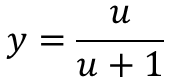 y = u / (u + 1)